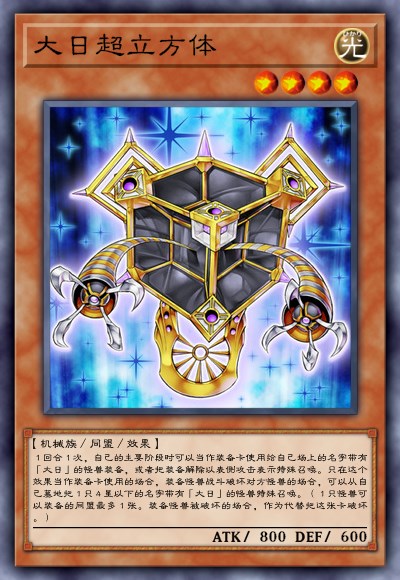 大日超立方体
ひかり
光
【机械族/同盟/效果】
1回合1次,自己的主要阶段时可以当作装备卡使用给自己场上的名字带有
「大日」的怪兽装备,或者把装备解除以表侧攻击表示特殊召唤。只在这个
效果当作装备卡使用的场合,装备怪兽战斗破坏对方怪兽的场合,可以从自
己墓地把1只4星以下的名字带有「大日」的怪兽特殊召唤。(1只怪兽可
以装备的同盟最多1张。装备怪兽被破坏的场合,作为代替把这张卡破坏
。)
ATK/ 800 DEF/ 600